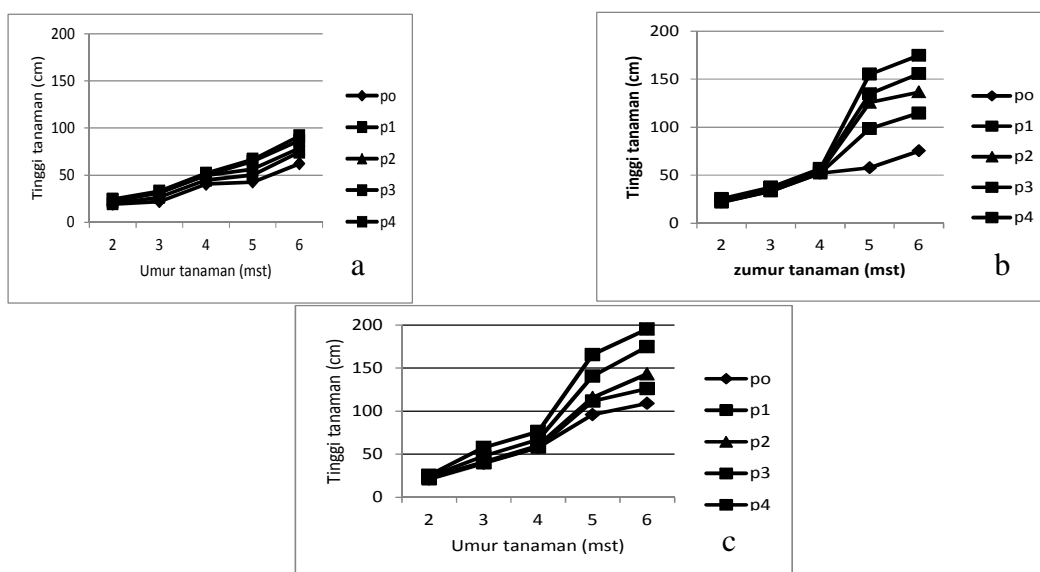 Tinggi tanaman (cm)
200
150
100
50
0
2 3 4 5 6
Umur tanaman (mst)
po
p1
p2
p3
p4
a
Tinggi tanaman (cm)
200
150
100
50
0
2 3 4 5 6
zumur tanaman (mst)
po
p1
p2
p3
p4
b
Tinggi tanaman (cm)
200
150
100
50
0
2 3 4 5 6
Umur tanaman (mst)
po
p1
p2
p3
p4
c